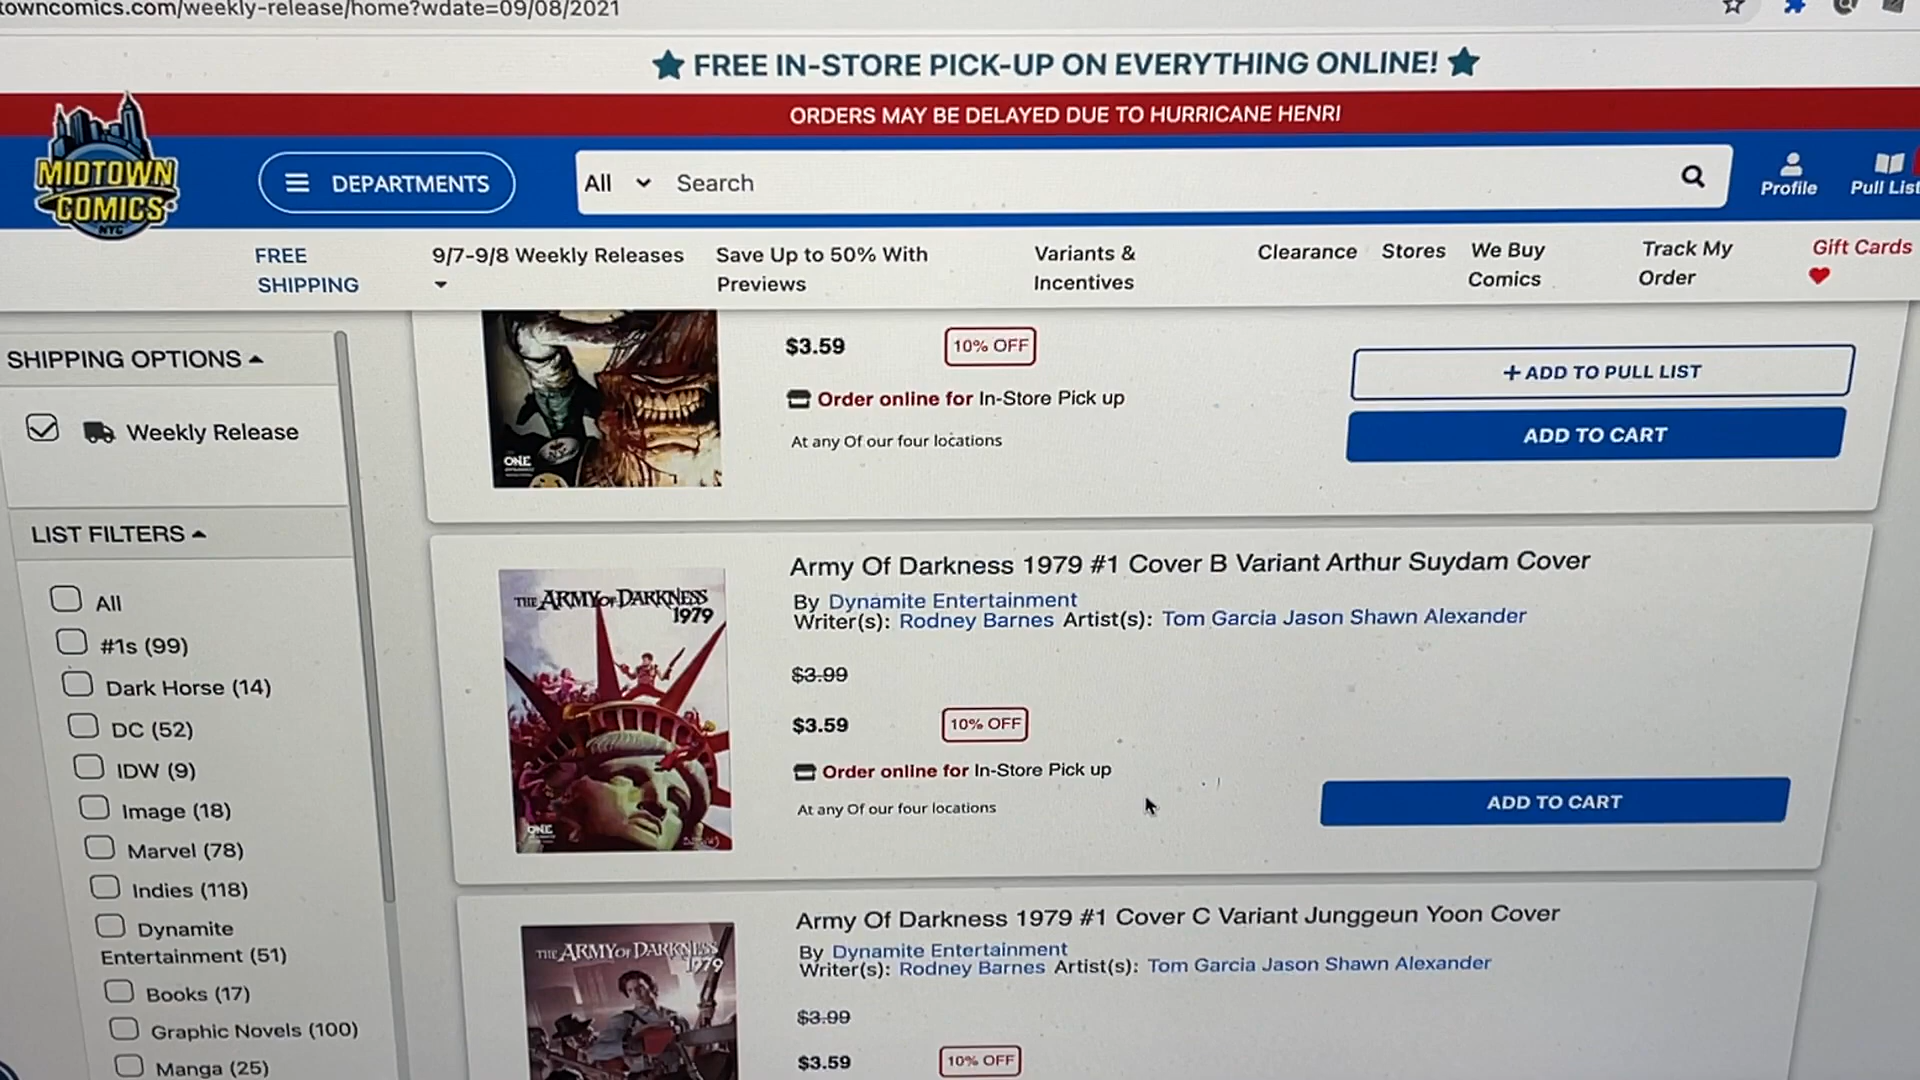 towncomics.com/weekly-release/home?wdate=09/08/2021
FREE IN-STORE PICK-UP ON EVERYTHING ONLINE!
ORDERS MAY BE DELAYED DUE TO HURRICANE HENRI
MIDTOWN
COMICS
NYC
DEPARTMENTS
All
Search
Profile
Pull List
FREE
SHIPPING
9/7-9/8 Weekly Releases
Save Up to 50% With
Previews
Variants &
Incentives
Clearance
Stores
We Buy
Comics
Track My
Order
Gift Cards
SHIPPING OPTIONS
Weekly Release
LIST FILTERS
All
#1s (99)
Dark Horse (14)
DC (52)
IDW (9)
Image (18)
Marvel (78)
Indies (118)
Dynamite
Entertainment (51)
Books (17)
Graphic Novels (100)
Manga (25)
ONE
$3.59
10% OFF
Order online for In-Store Pick up
At any Of our four locations
+ ADD TO PULL LIST
ADD TO CART
THE ARMY OF DARKNESS
1979
ONE
Army Of Darkness 1979 #1 Cover B Variant Arthur Suydam Cover
By Dynamite Entertainment
Writer(s): Rodney Barnes Artist(s): Tom Garcia Jason Shawn Alexander
$3.99
$3.59
10% OFF
Order online for In-Store Pick up
At any Of our four locations
ADD TO CART
THE ARMY OF DARKNESS
1979
Army Of Darkness 1979 #1 Cover C Variant Junggeun Yoon Cover
By Dynamite Entertainment
Writer(s): Rodney Barnes Artist(s): Tom Garcia Jason Shawn Alexander
$3.99
$3.59
10% OFF